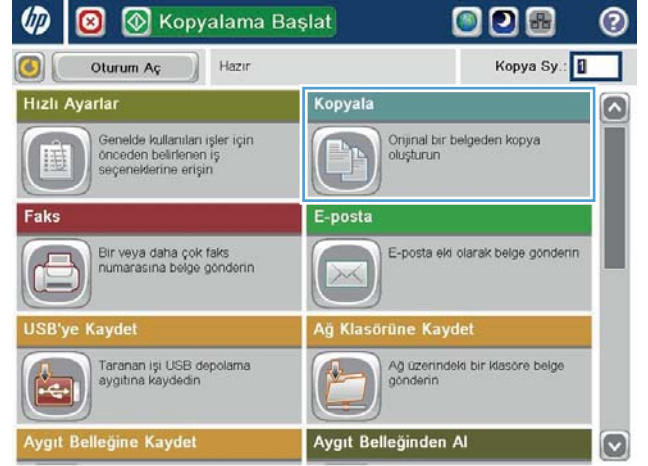 hp
Kopyalama Başlat
?
Oturum Aç
Hazır
Kopya Sy.: 1
Hızlı Ayarlar
Genelde kullanılan işler için
önceden belirlenen iş
seçeneklerine erişin
Kopyala
Orijinal bir belgeden kopya
oluşturun
Faks
Bir veya daha çok faks
numarasına belge gönderin
E-posta
E-posta eki olarak belge gönderin
USB'ye Kaydet
Taranan işi USB depolama
aygıtına kaydedin
Ağ Klasörüne Kaydet
Ağ üzerindeki bir klasöre belge
gönderin
Aygıt Belleğine Kaydet
Aygıt Belleğinden Al